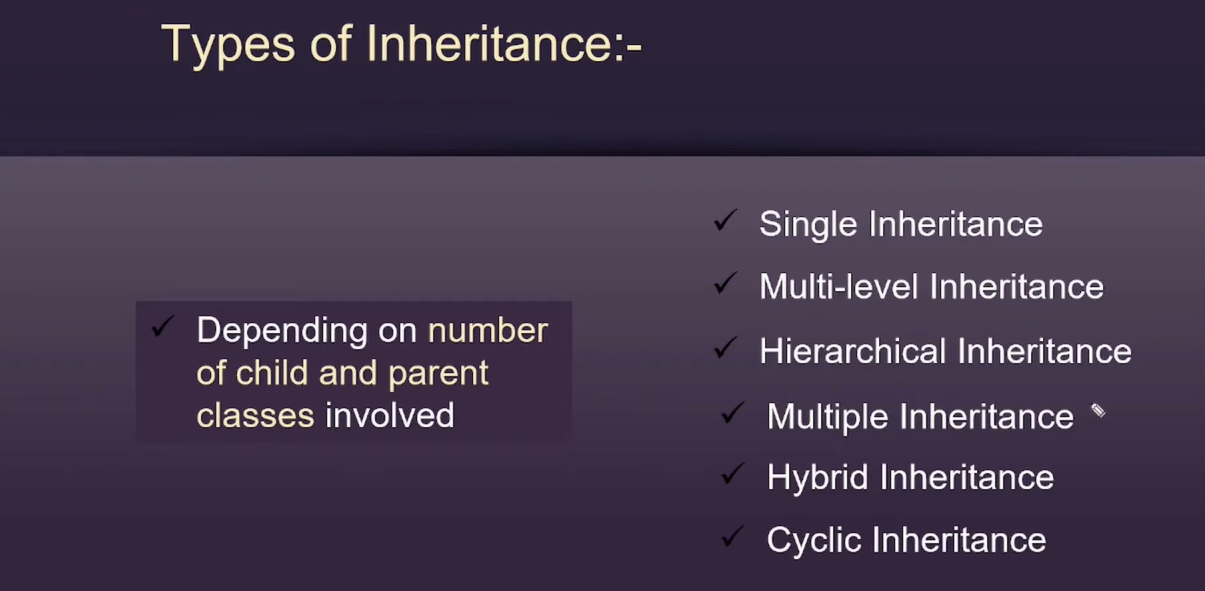 Types of Inheritance:-
Depending on number
of child and parent
classes involved
Single Inheritance
Multi-level Inheritance
Hierarchical Inheritance
Multiple Inheritance
Hybrid Inheritance
Cyclic Inheritance